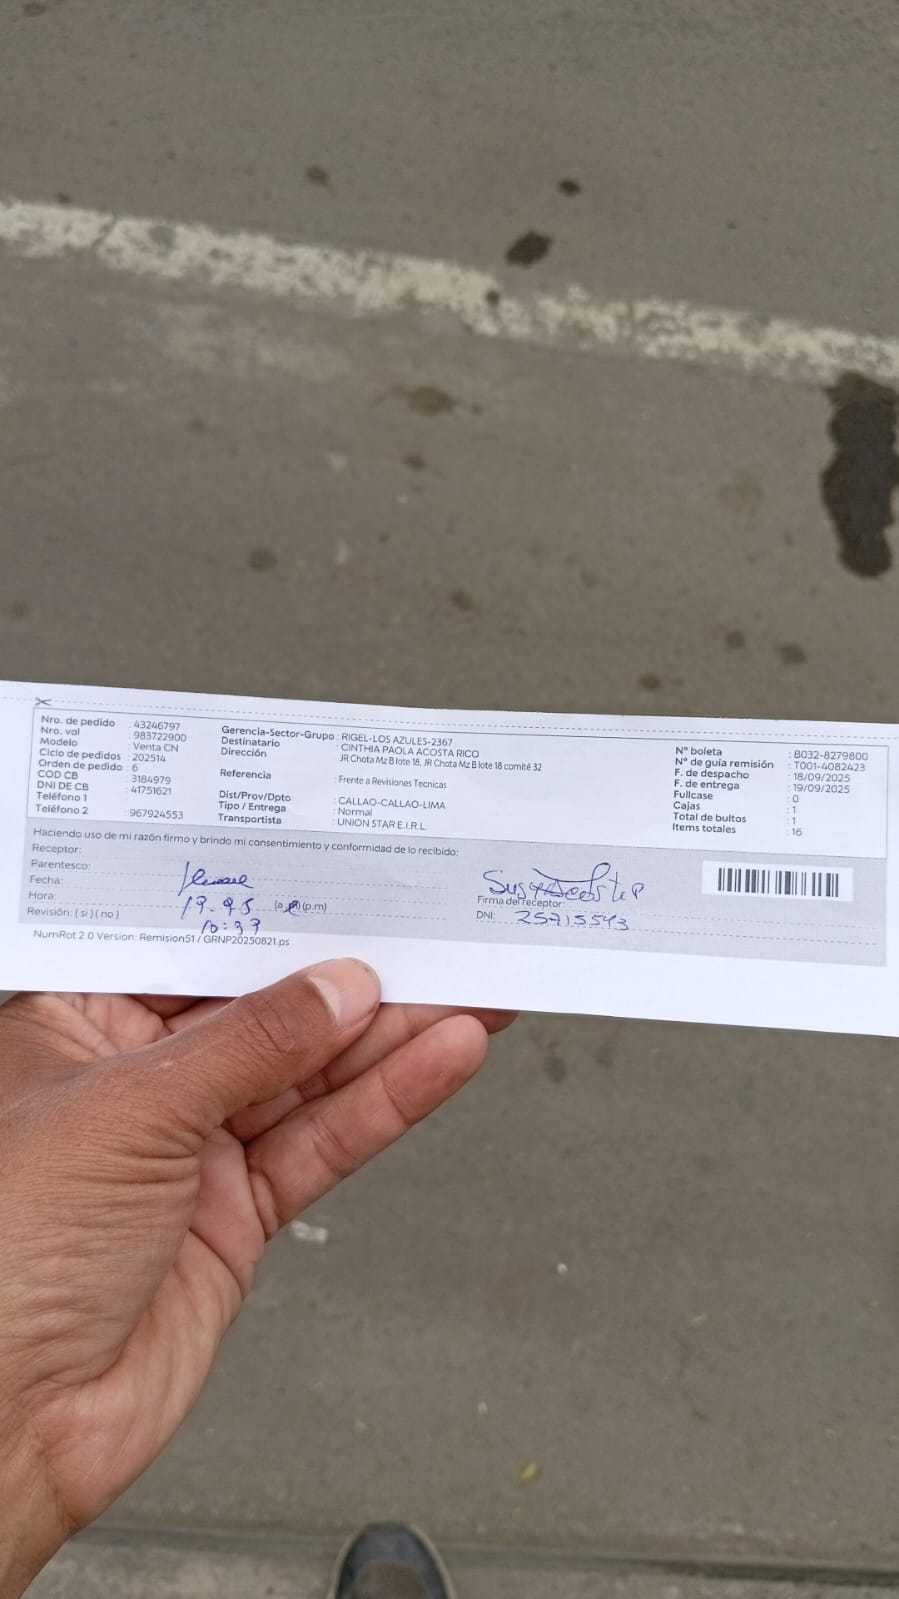 Nro. de pedido : 43246797
Nro. val : 983722900
Modelo : Venta CN
Ciclo de pedidos : 202514
Orden de pedido : 6
COD CB : 3184979
DNI DE CB : 41751621
Teléfono 1
Teléfono 2 : 967924553
Gerencia-Sector-Grupo : RIGEL-LOS AZULES-2367
Destinatario : CINTHIA PAOLA ACOSTA RICO
Dirección : JR Chota Mz B lote 18, JR Chota Mz B lote 18 comité 32
Referencia : Frente a Revisiones Tecnicas
Dist/Prov/Dpto : CALLAO-CALLAO-LIMA
Tipo / Entrega : Normal
Transportista : UNION STAR E.I.R.L.
N° boleta : B032-8279800
N° de guía remisión : T001-4082423
F. de despacho : 18/09/2025
F. de entrega : 19/09/2025
Fullcase : 0
Cajas : 1
Total de bultos : 1
Items totales : 16
Haciendo uso de mi razón firmo y brindo mi consentimiento y conformidad de lo recibido:
Receptor:
Parentesco:
Fecha:
Hora: (p.m)
Revisión: ( si ) ( no ) 10:37
Firma del receptor:
DNI: 25715543
NumRot 2.0 Version: Remision51 / GRNP20250821.ps